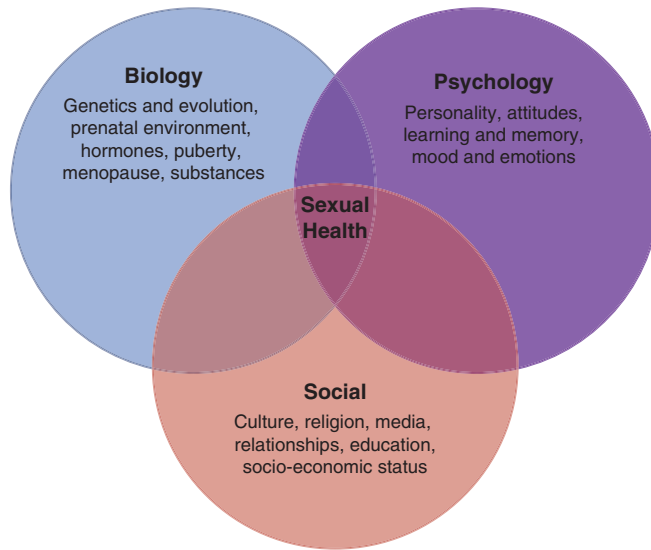 Biology
Genetics and evolution,
prenatal environment,
hormones, puberty,
menopause, substances
Psychology
Personality, attitudes,
learning and memory,
mood and emotions
Sexual
Health
Social
Culture, religion, media,
relationships, education,
socio-economic status